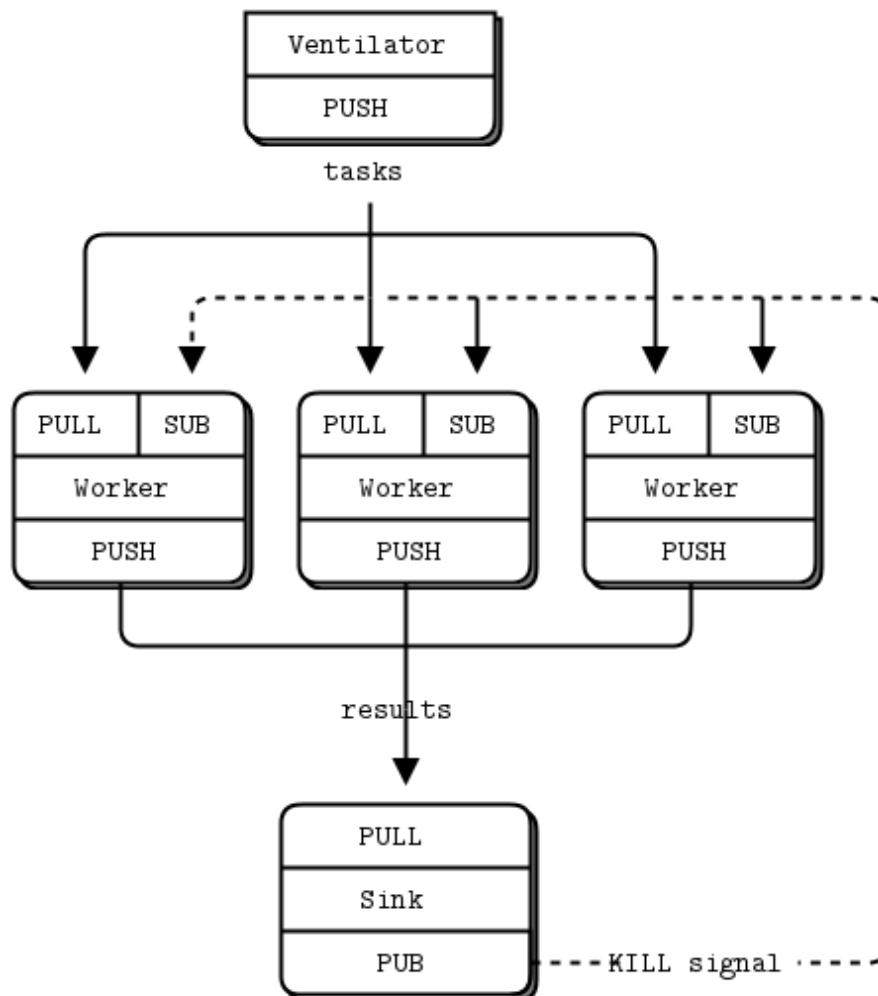 Ventilator
PUSH
tasks
PULL SUB PULL SUB PULL SUB
Worker Worker Worker
PUSH PUSH PUSH
results
PULL
Sink
PUB KILL signal